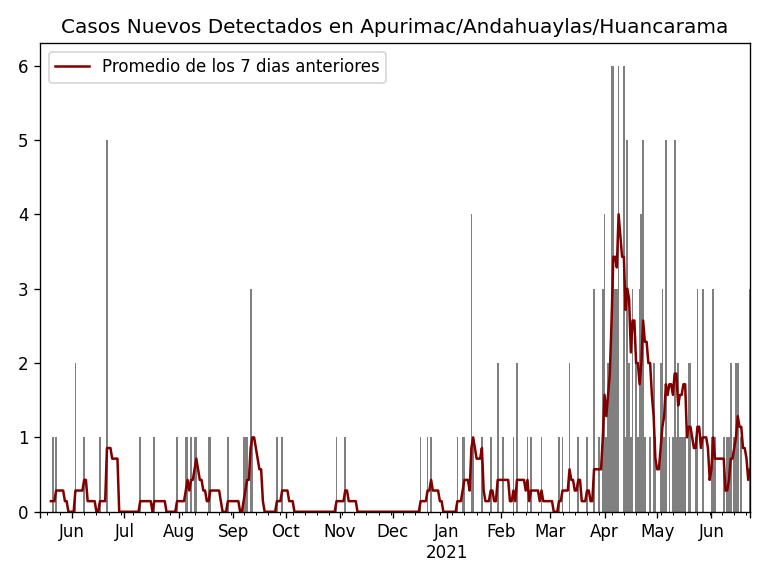 Casos Nuevos Detectados en Apurimac/Andahuaylas/Huancarama
Promedio de los 7 dias anteriores
6
5
4
3
2
1
0
Jun Jul Aug Sep Oct Nov Dec Jan Feb Mar Apr May Jun
2021